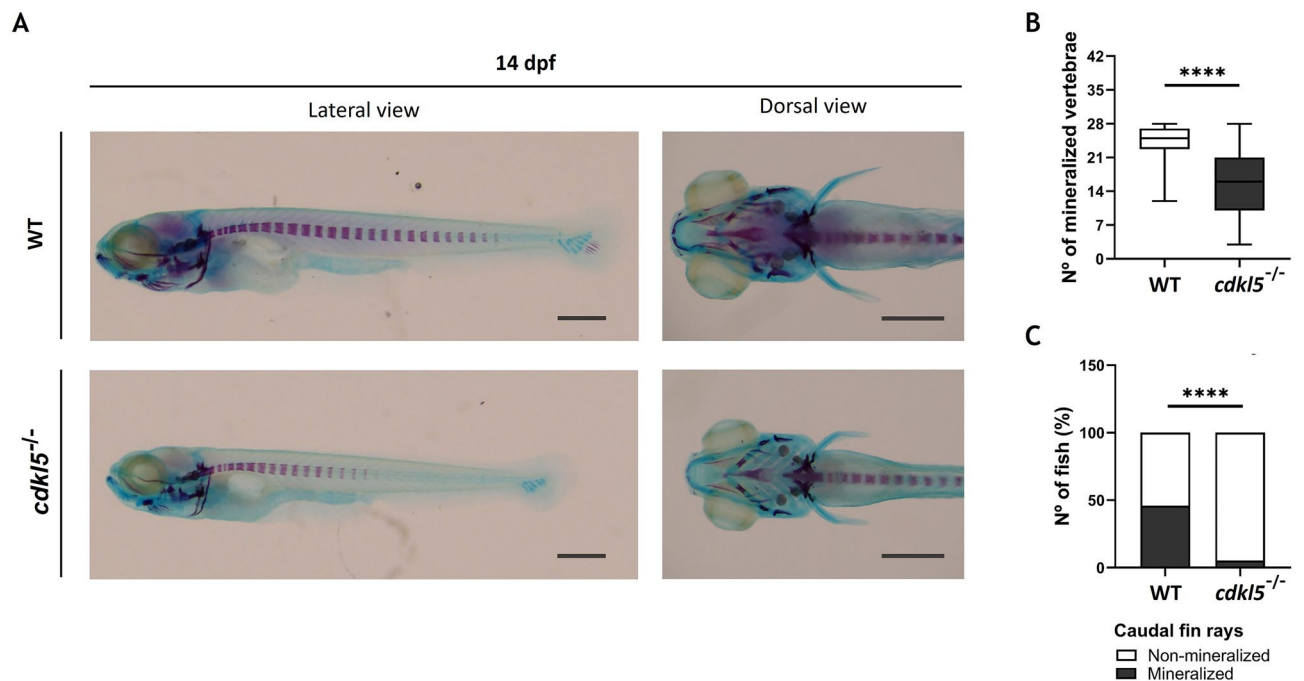 A
14 dpf
Lateral view
Dorsal view
WT
cdkl5-/-
B
Nº of mineralized vertebrae
42
35
28
21
14
7
0
****
WT
cdkl5-/-
C
Nº of fish (%)
150
100
50
0
****
WT
cdkl5-/-
Caudal fin rays
Non-mineralized
Mineralized